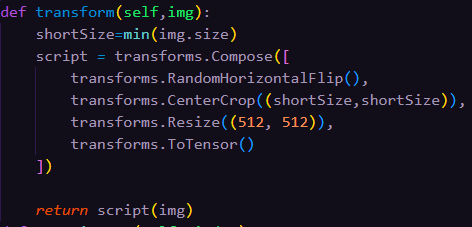 def transform(self,img):
    shortSize=min(img.size)
    script = transforms.Compose([
        transforms.RandomHorizontalFlip(),
        transforms.CenterCrop((shortSize,shortSize)),
        transforms.Resize((512, 512)),
        transforms.ToTensor()
    ])

    return script(img)